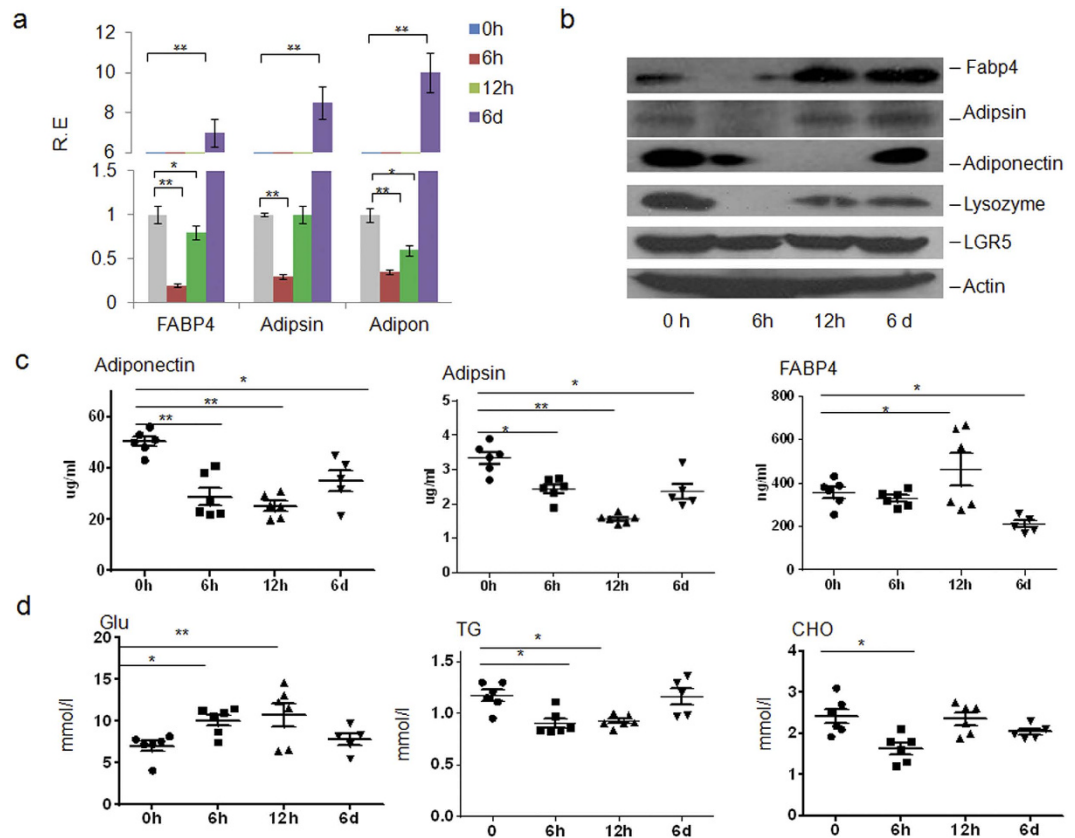 a
R.E
10
8
6
1.5
1
0.5
0
** ** **
* ** ** * **
FABP4 Adipsin Adipon
0h
6h
12h
6d
b
Fabp4
Adipsin
Adiponectin
Lysozyme
LGR5
Actin
0 h 6h 12h 6 d
c
Adiponectin
*
**
**
ug/ml
60
40
20
0
0h 6h 12h 6d
Adipsin
*
**
*
ug/ml
5
4
3
2
1
0
0h 6h 12h 6d
FABP4
*
*
ng/ml
800
600
400
200
0
0h 6h 12h 6d
d
Glu
**
*
mmol/l
20
15
10
5
0
0h 6h 12h 6d
TG
*
*
mmol/l
1.5
1.0
0.5
0.0
0 6h 12h 6d
CHO
*
mmol/l
4
3
2
1
0
0 6h 12h 6d